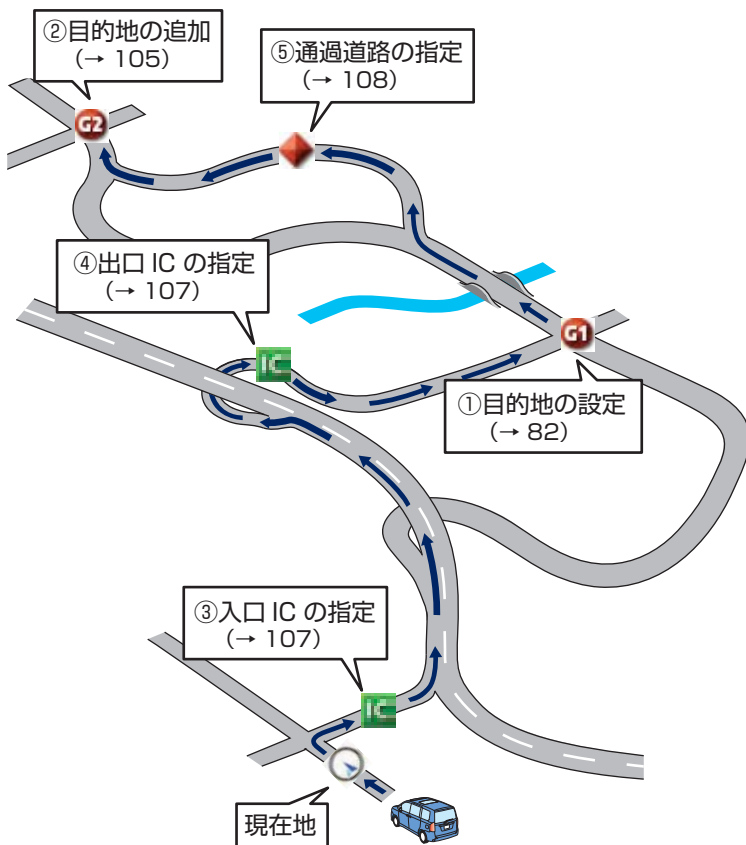 ②目的地の追加
(→ 105)
⑤通過道路の指定
(→ 108)
G2
④出口 IC の指定
(→ 107)
IC
G1
①目的地の設定
(→ 82)
③入口 IC の指定
(→ 107)
IC
現在地